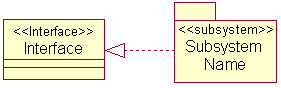 <<Interface>>
Interface
<<subsystem>>
Subsystem
Name